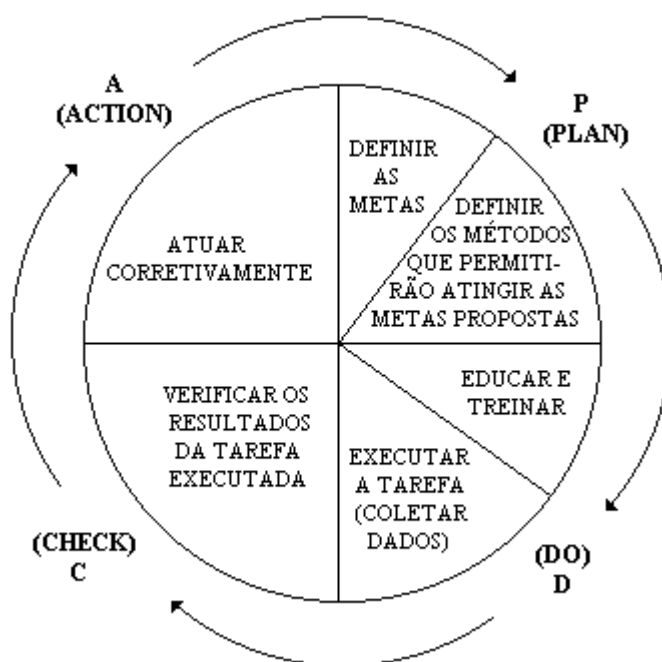 A
(ACTION)
P
(PLAN)
DEFINIR
AS
METAS
DEFINIR
OS MÉTODOS
QUE PERMITI-
RÃO ATINGIR AS
METAS PROPOSTAS
ATUAR
CORRETIVAMENTE
EDUCAR E
TREINAR
VERIFICAR OS
RESULTADOS
DA TAREFA
EXECUTADA
EXECUTAR
A TAREFA
(COLETAR
DADOS)
(CHECK)
C
(DO)
D